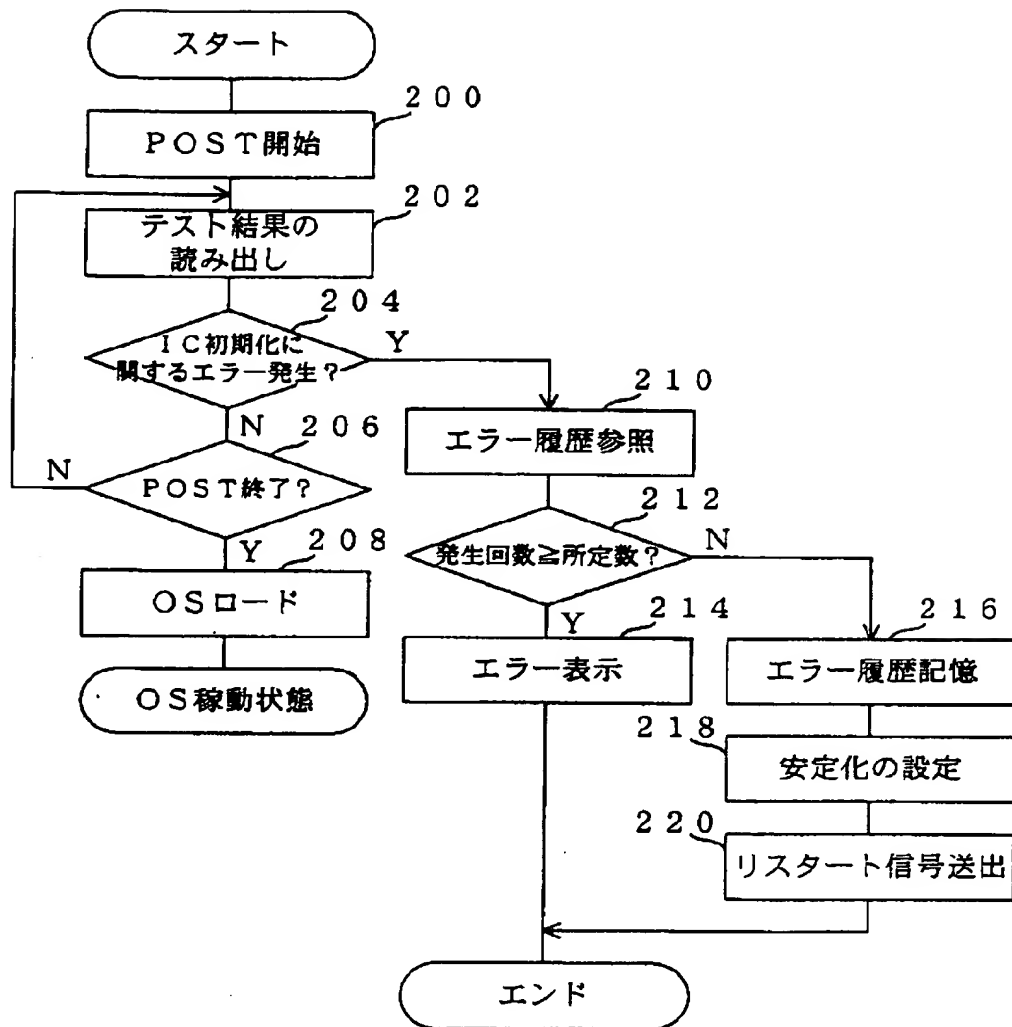 スタート
２００
ＰＯＳＴ開始
２０２
テスト結果の
読み出し
２０４
ＩＣ初期化に
関するエラー発生？
Y
N
２０６
ＰＯＳＴ終了？
N
Y
２０８
ＯＳロード
ＯＳ稼動状態
２１０
エラー履歴参照
２１２
発生回数≧所定数？
N
Y
２１４
エラー表示
２１６
エラー履歴記憶
２１８
安定化の設定
２２０
リスタート信号送出
エンド